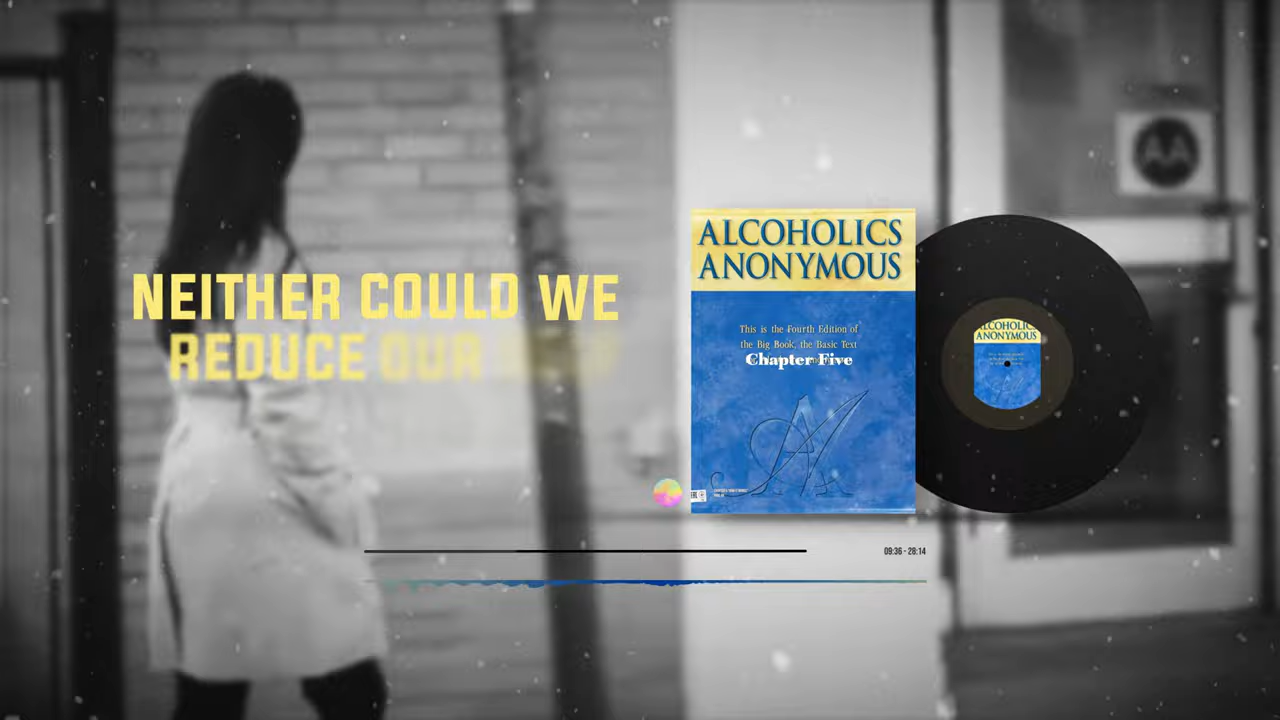 NEITHER COULD WE
REDUCE OUR
ALCOHOLICS
ANONYMOUS
This is the Fourth Edition of
the Big Book, the Basic Text
Chapter Five
AA
ALCOHOLICS
ANONYMOUS
09:36 - 28:14